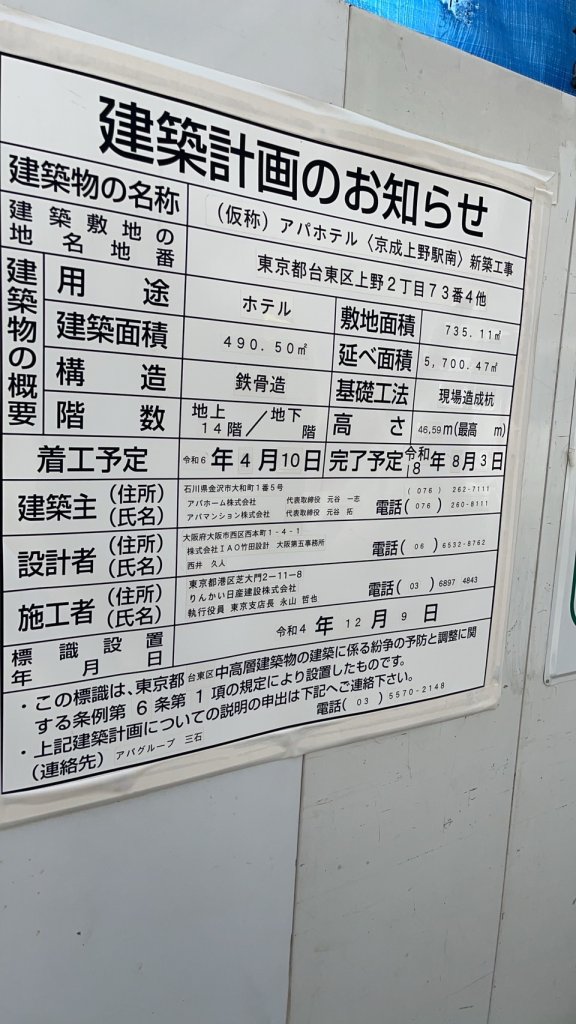 建築計画のお知らせ
建築物の名称 (仮称) アパホテル〈京成上野駅南〉新築工事
建築敷地の地名地番 東京都台東区上野2丁目73番4他
建築物の概要
用途 ホテル 敷地面積 735.11㎡
建築面積 490.50㎡ 延べ面積 5,700.47㎡
構造 鉄骨造 基礎工法 現場造成杭
階数 地上14階/地下 階 高さ 46.59m(最高 m)
着工予定 令和6年4月10日 完了予定 令和8年8月3日
建築主 (住所) (氏名)
石川県金沢市大和町1番5号
アパホーム株式会社 代表取締役 元谷 一志 電話 (076) 262-7111
アパマンション株式会社 代表取締役 元谷 拓 (076) 260-8111
設計者 (住所) (氏名)
大阪府大阪市西区西本町1-4-1
株式会社IAO竹田設計 大阪第五事務所 電話(06)6532-8762
西井 久人
施工者 (住所) (氏名)
東京都港区芝大門2-11-8
りんかい日産建設株式会社 電話(03)6897 4843
執行役員 東京支店長 永山 哲也
標識設置年月日 令和4年12月9日
・この標識は、東京都台東区中高層建築物の建築に係る紛争の予防と調整に関
する条例第6条第1項の規定により設置したものです。
・上記建築計画についての説明の申出は下記へご連絡下さい。
(連絡先) アパグループ 三石 電話(03)5570-2148